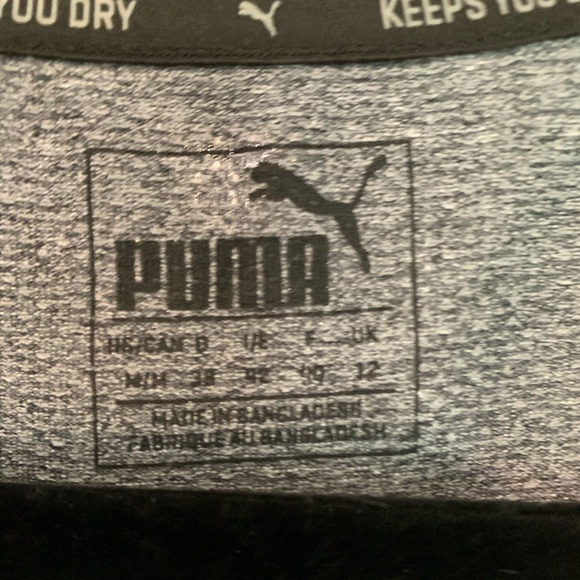 YOU DRY KEEPS YOU
PUMA
US/CAN D I/E F UK
M/M 38 42 40 12
MADE IN BANGLADESH
FABRIQUE AU BANGLADESH